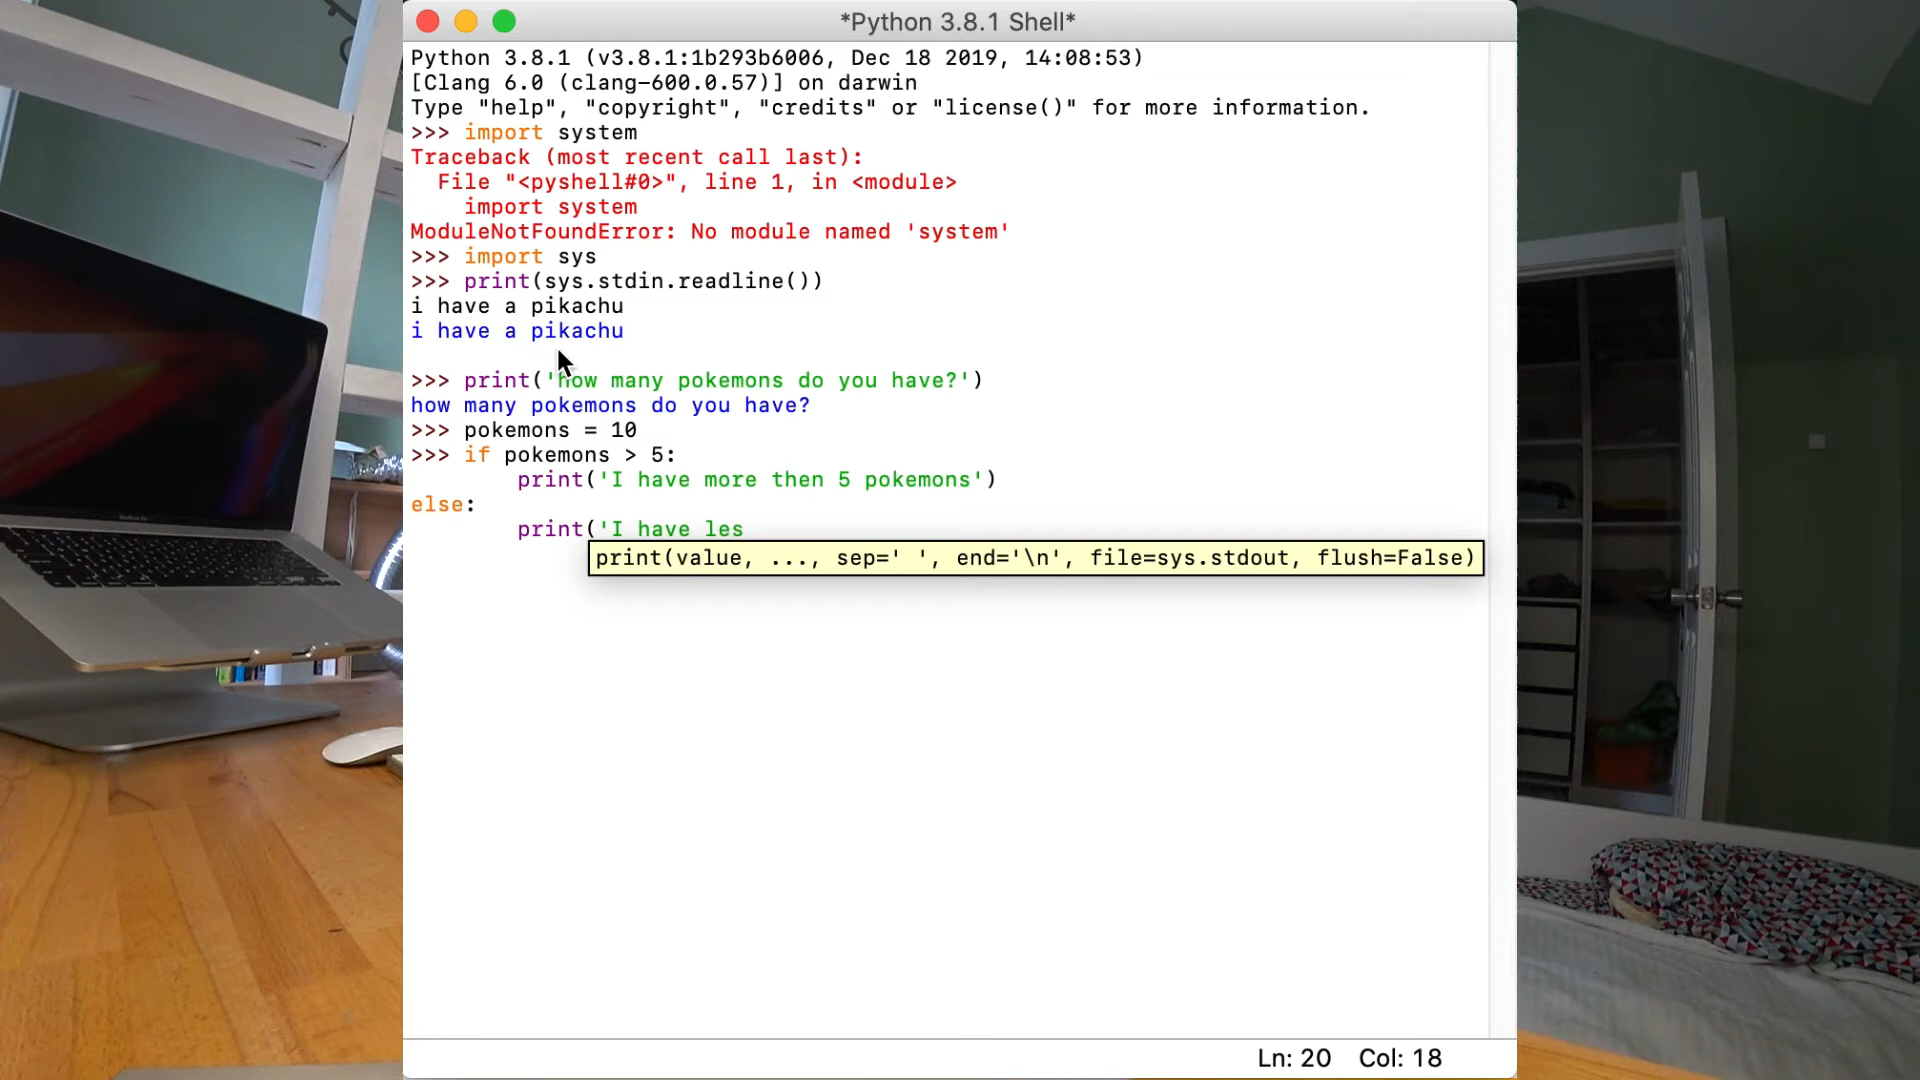 *Python 3.8.1 Shell*
Python 3.8.1 (v3.8.1:1b293b6006, Dec 18 2019, 14:08:53)
[Clang 6.0 (clang-600.0.57)] on darwin
Type "help", "copyright", "credits" or "license()" for more information.
>>> import system
Traceback (most recent call last):
  File "<pyshell#0>", line 1, in <module>
    import system
ModuleNotFoundError: No module named 'system'
>>> import sys
>>> print(sys.stdin.readline())
i have a pikachu
i have a pikachu
>>> print('how many pokemons do you have?')
how many pokemons do you have?
>>> pokemons = 10
>>> if pokemons > 5:
        print('I have more then 5 pokemons')
else:
        print('I have les
print(value, ..., sep=' ', end='\n', file=sys.stdout, flush=False)
Ln: 20 Col: 18